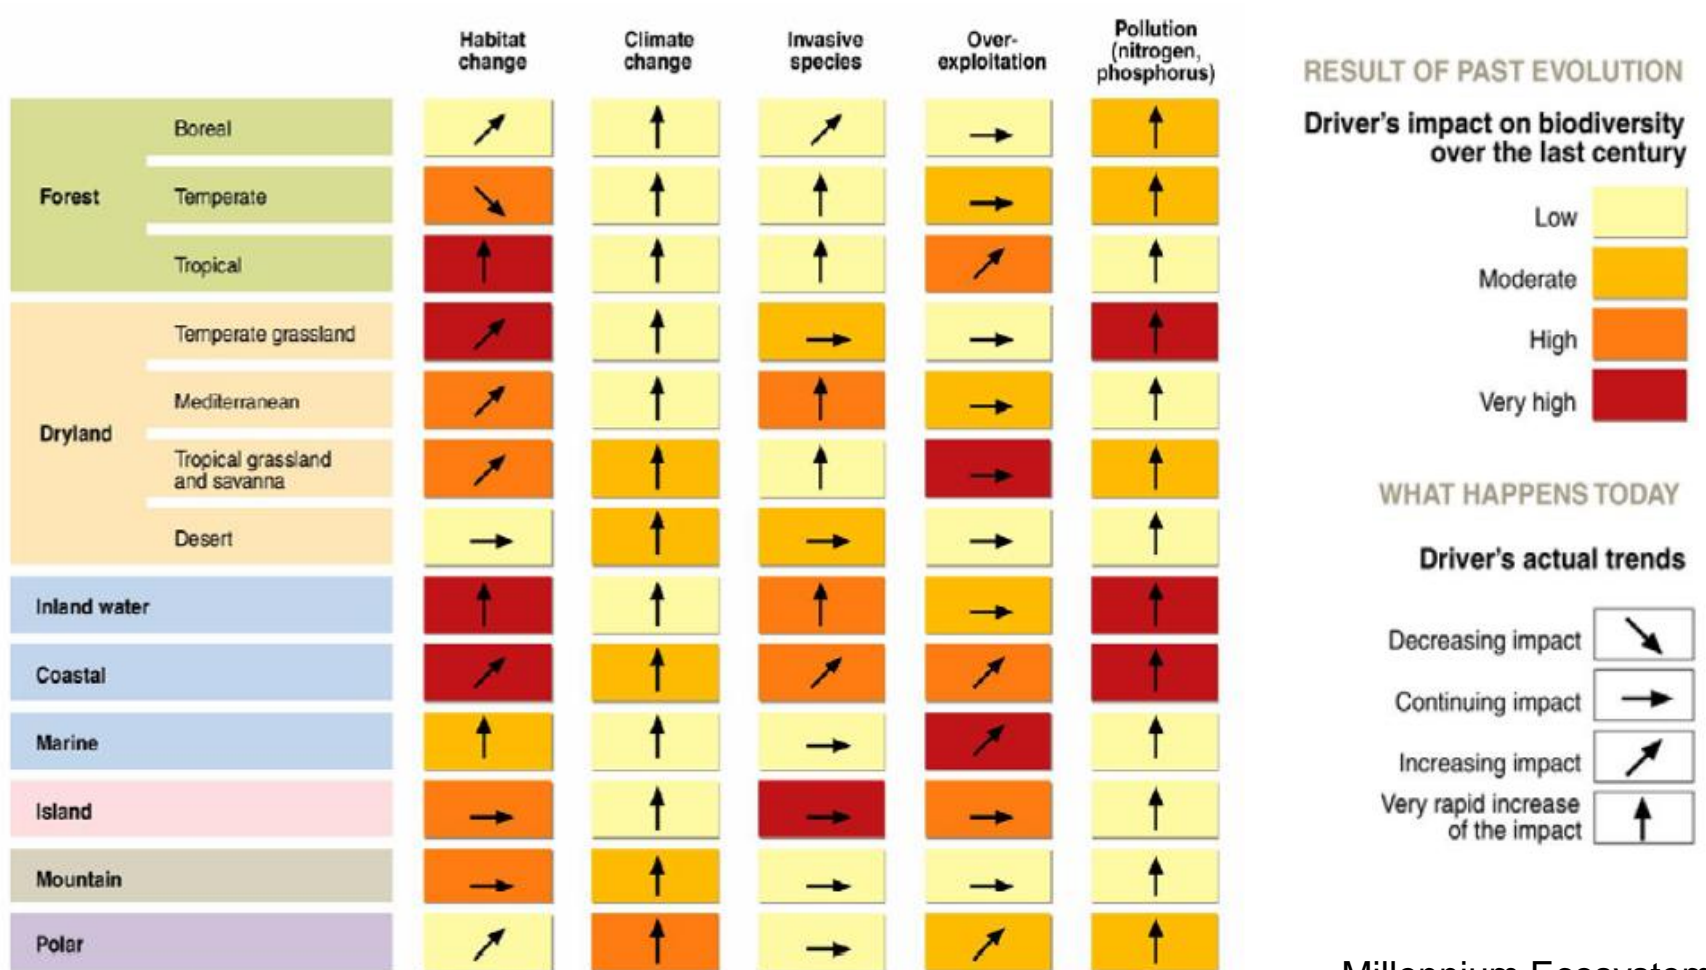 Habitat
change
Climate
change
Invasive
species
Over-
exploitation
Pollution
(nitrogen,
phosphorus)
Forest
Boreal
Temperate
Tropical
Dryland
Temperate grassland
Mediterranean
Tropical grassland
and savanna
Desert
Inland water
Coastal
Marine
Island
Mountain
Polar
RESULT OF PAST EVOLUTION
Driver's impact on biodiversity
over the last century
Low
Moderate
High
Very high
WHAT HAPPENS TODAY
Driver's actual trends
Decreasing impact
Continuing impact
Increasing impact
Very rapid increase
of the impact
Millennium Ecosystem